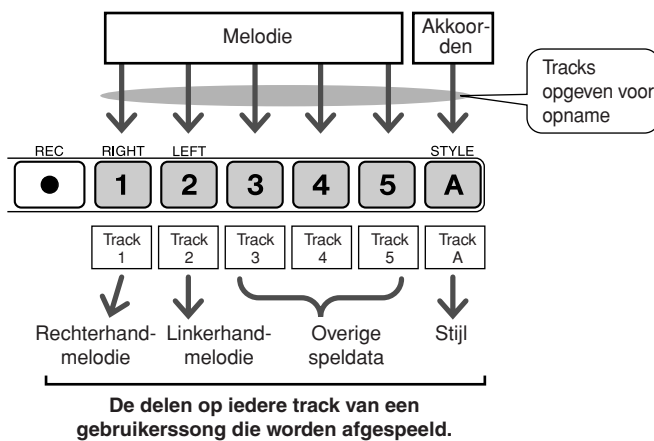 Melodie
Akkoor-
den
Tracks
opgeven voor
opname
REC RIGHT LEFT STYLE
1 2 3 4 5 A
Track Track Track Track Track Track
1 2 3 4 5 A
Rechterhand- Linkerhand- Overige Stijl
melodie melodie speldata
De delen op iedere track van een
gebruikerssong die worden afgespeeld.